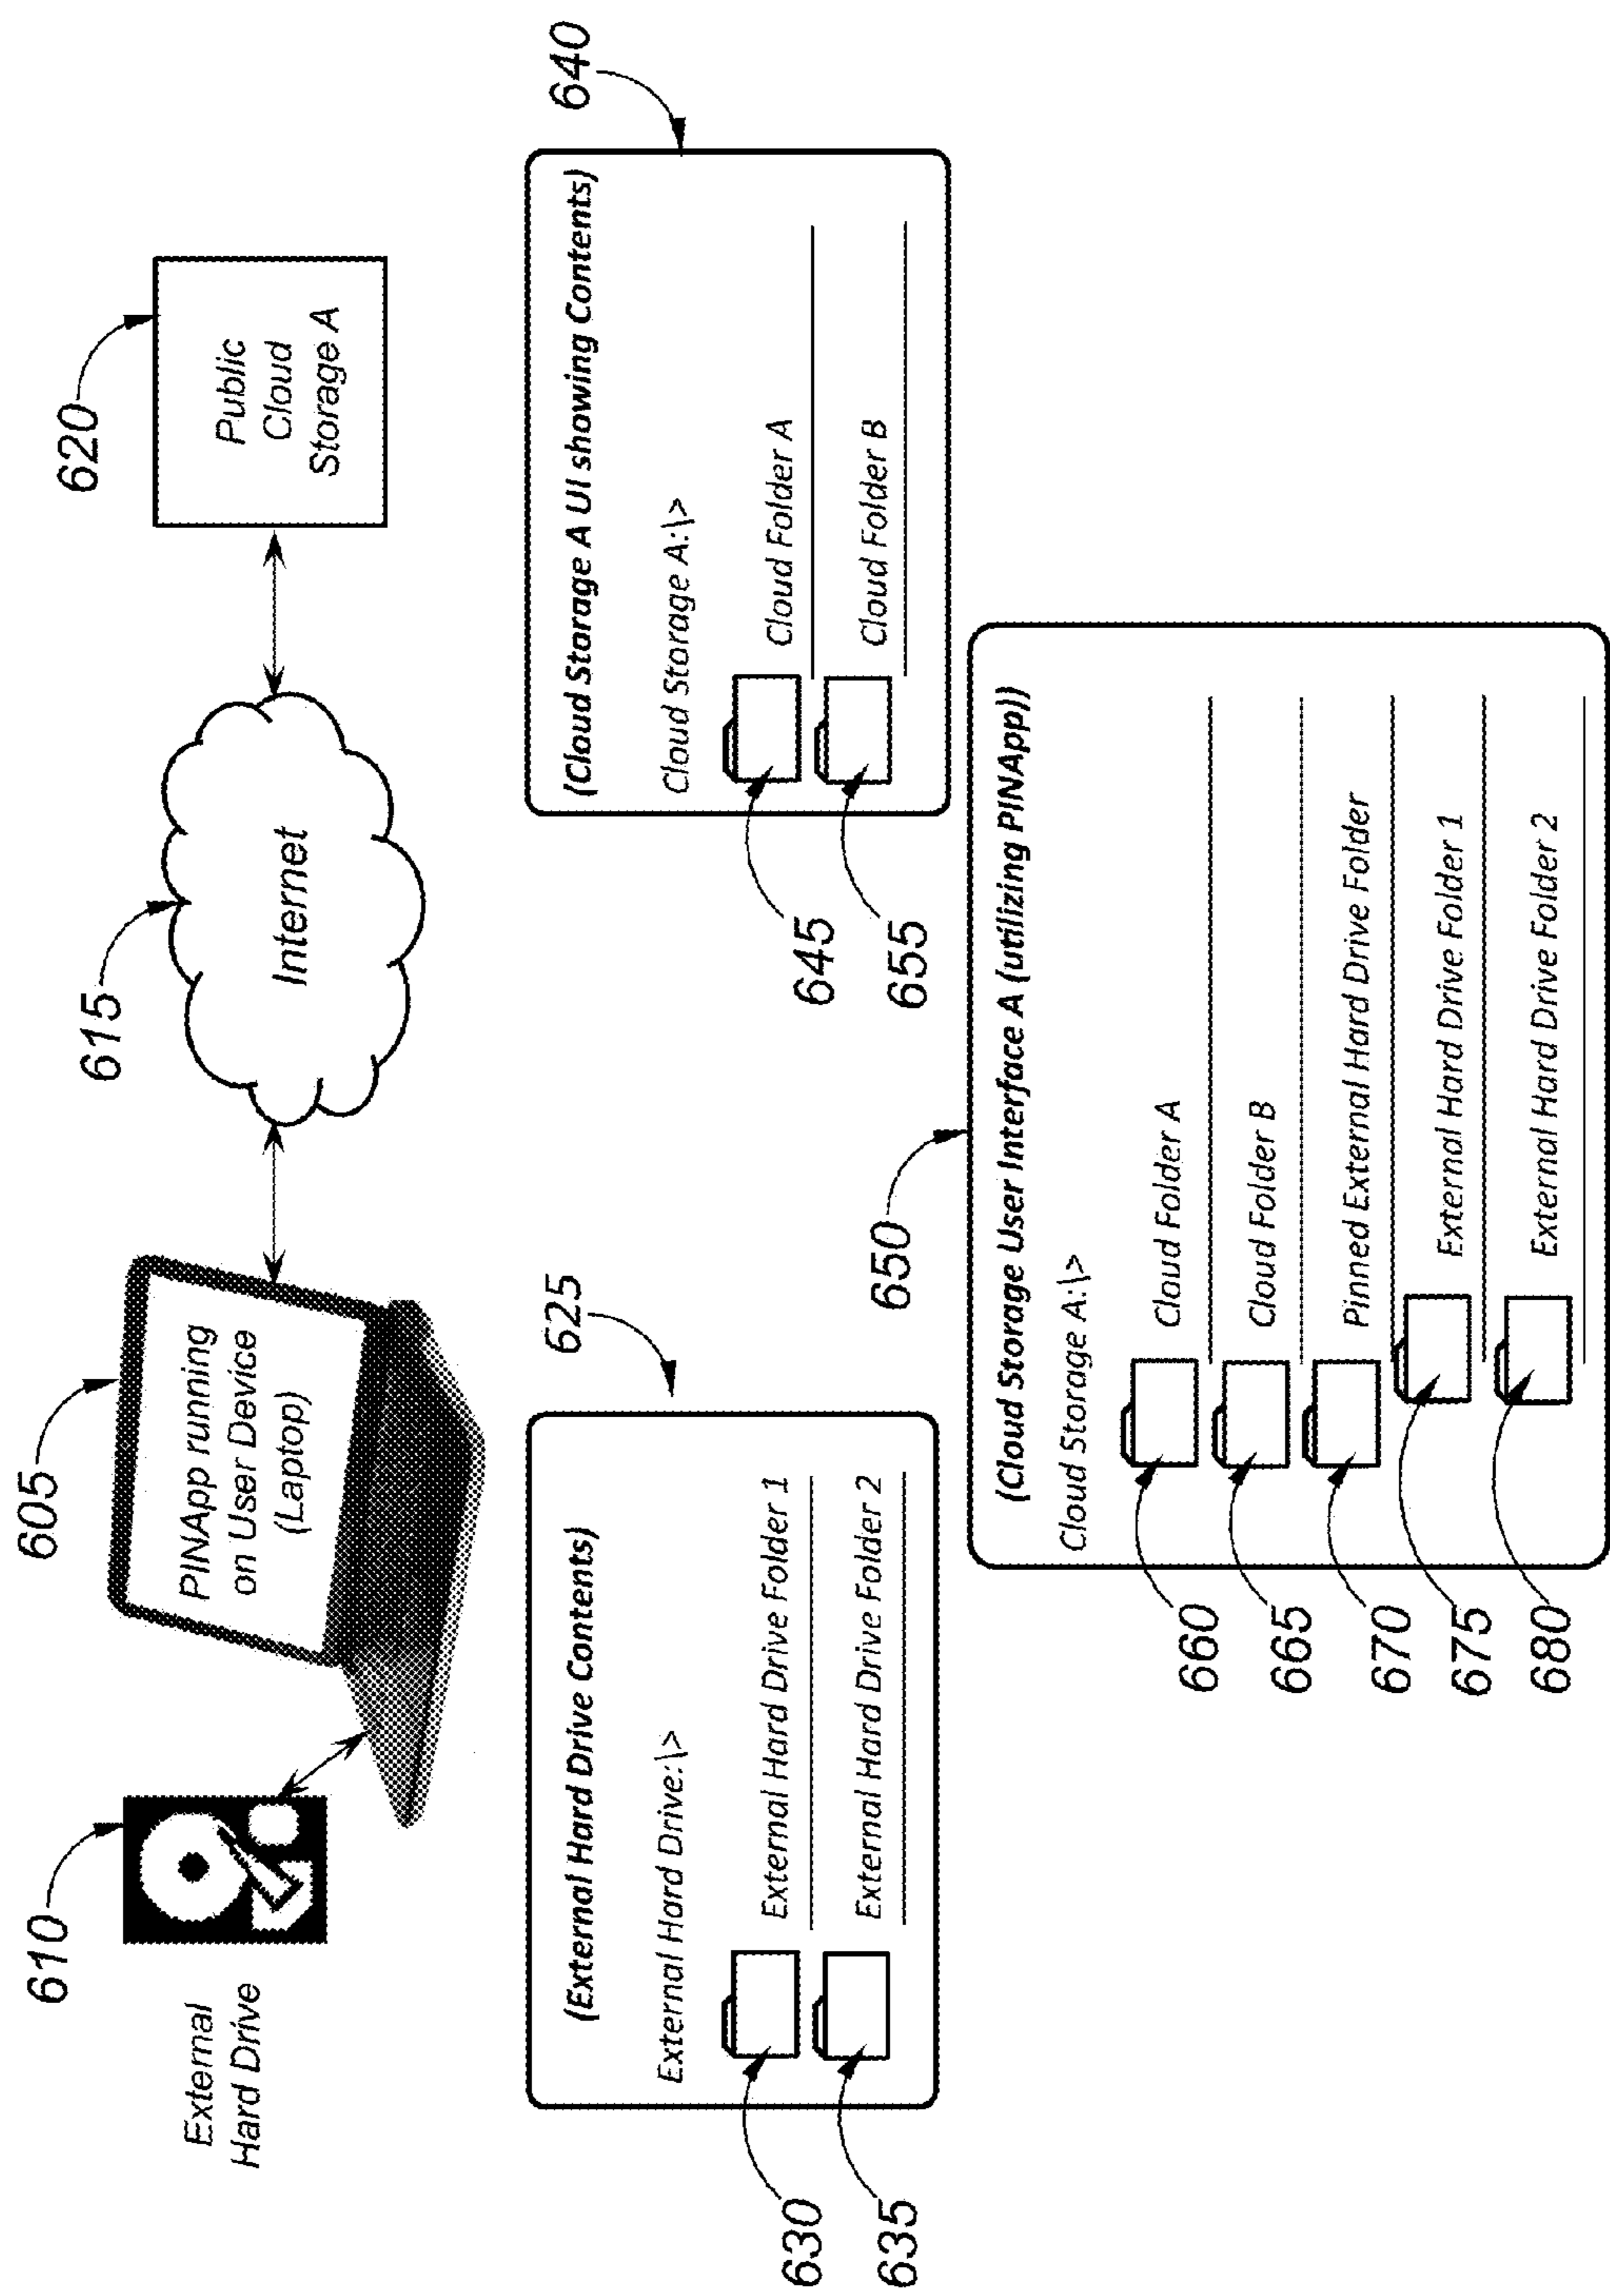 610
605
615
620
External
Hard Drive
PINApp running
on User Device
(Laptop)
Internet
Public
Cloud
Storage A
625
(External Hard Drive Contents)
External Hard Drive:\>
External Hard Drive Folder 1
External Hard Drive Folder 2
630
635
640
(Cloud Storage A UI showing Contents)
Cloud Storage A:\>
Cloud Folder A
Cloud Folder B
645
655
650
(Cloud Storage User Interface A (utilizing PINApp))
Cloud Storage A:\>
Cloud Folder A
Cloud Folder B
Pinned External Hard Drive Folder
External Hard Drive Folder 1
External Hard Drive Folder 2
660
665
670
675
680